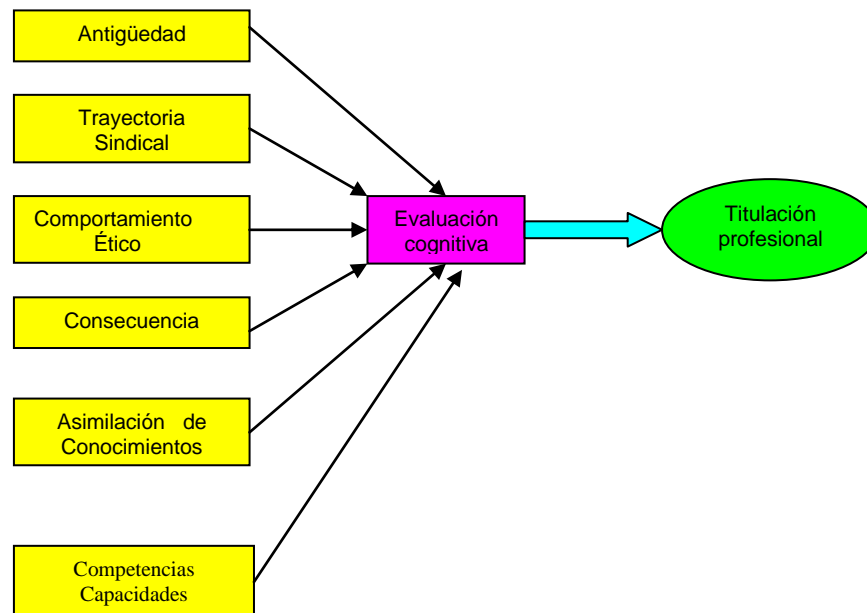 Antigüedad
Trayectoria
Sindical
Comportamiento
Ético
Consecuencia
Asimilación de
Conocimientos
Competencias
Capacidades
Evaluación
cognitiva
Titulación
profesional